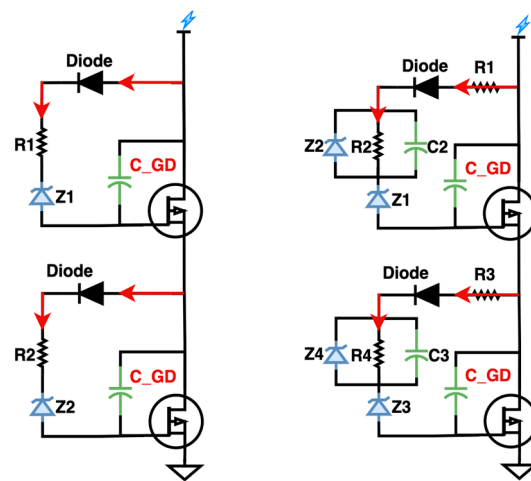 Diode
R1
C_GD
Z1
Diode
R2
C_GD
Z2
Diode
R1
Z2
R2
C2
C_GD
Z1
Diode
R3
Z4
R4
C3
C_GD
Z3